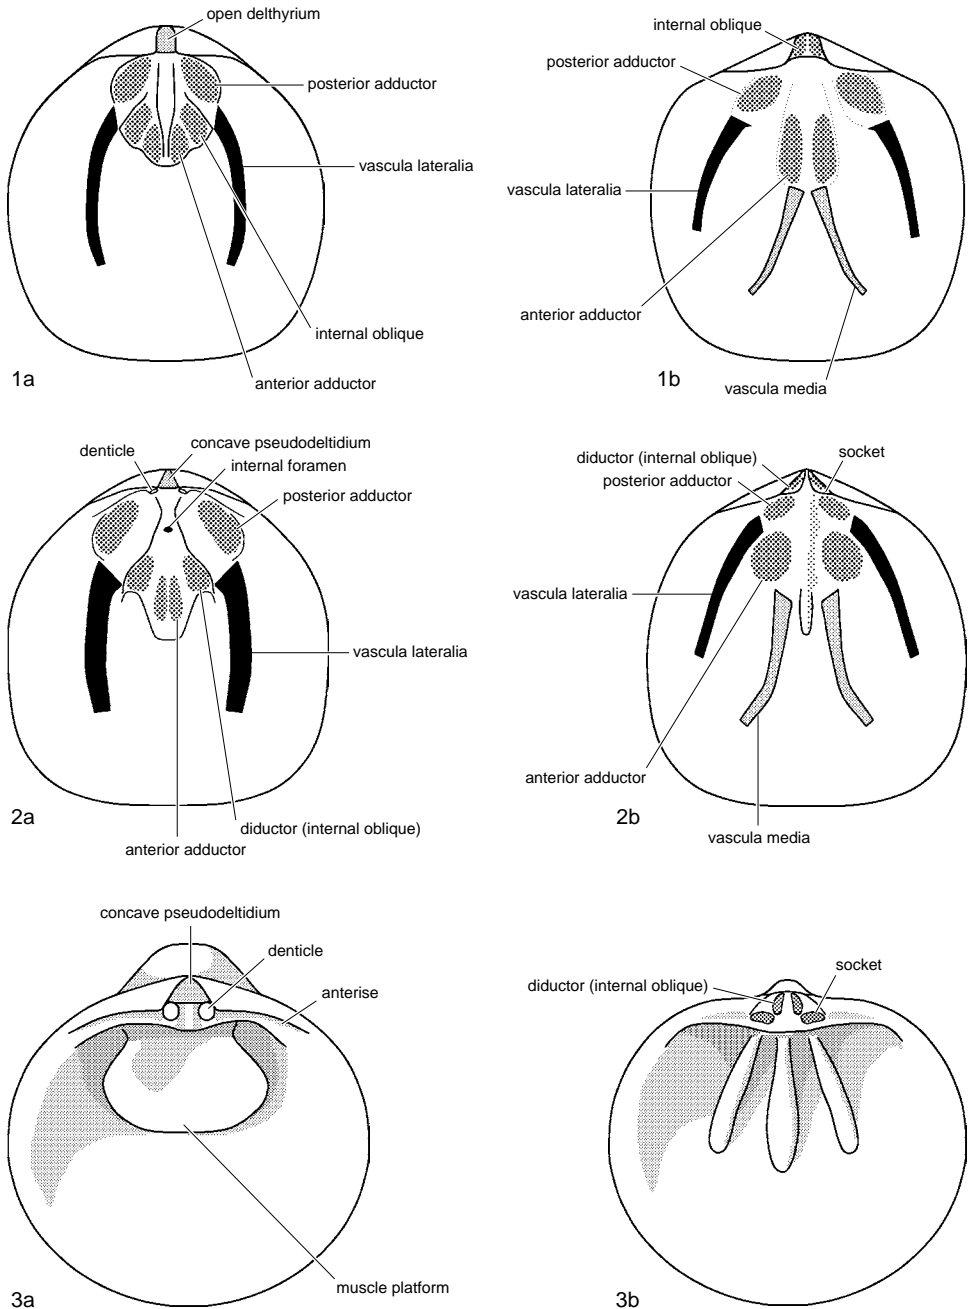 open delthyrium
posterior adductor
vascula lateralia
internal oblique
anterior adductor
1a
internal oblique
posterior adductor
vascula lateralia
anterior adductor
vascula media
1b
denticle
concave pseudodeltidium
internal foramen
posterior adductor
vascula lateralia
diductor (internal oblique)
anterior adductor
2a
diductor (internal oblique)
posterior adductor
socket
vascula lateralia
anterior adductor
vascula media
2b
concave pseudodeltidium
denticle
anterise
muscle platform
3a
diductor (internal oblique)
socket
3b